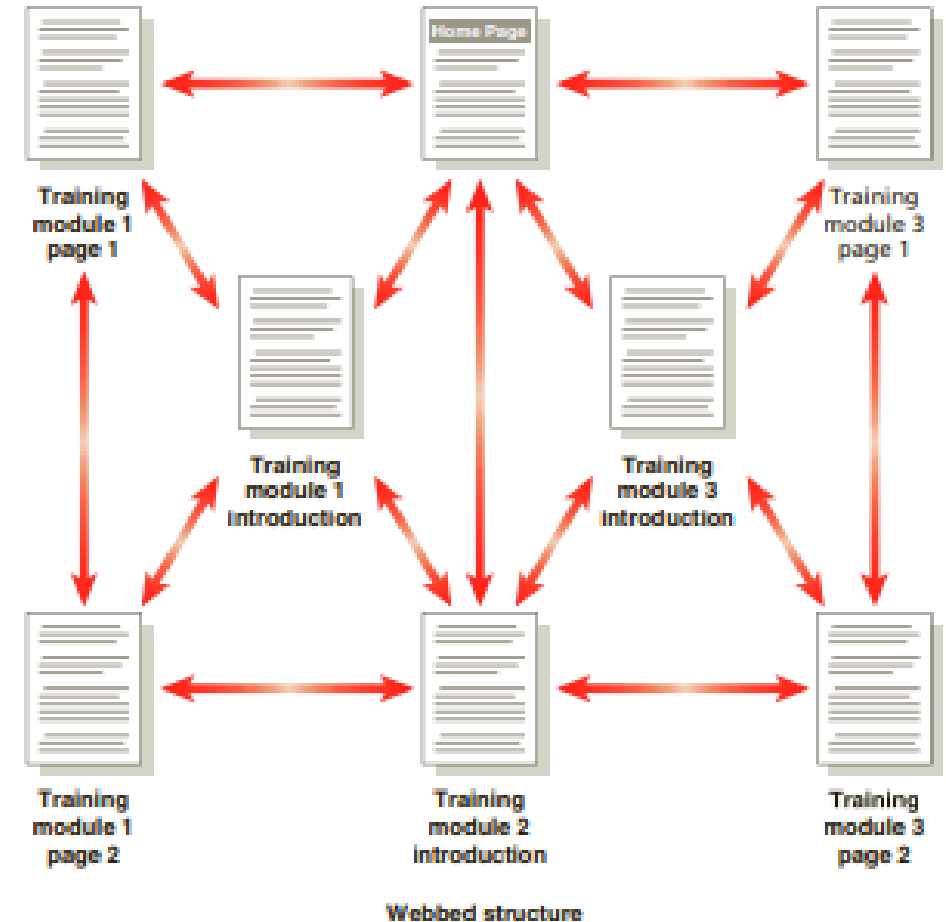 Home Page
Training
module 1
page 1
Training
module 3
page 1
Training
module 1
introduction
Training
module 3
introduction
Training
module 1
page 2
Training
module 2
introduction
Training
module 3
page 2
Webbed structure